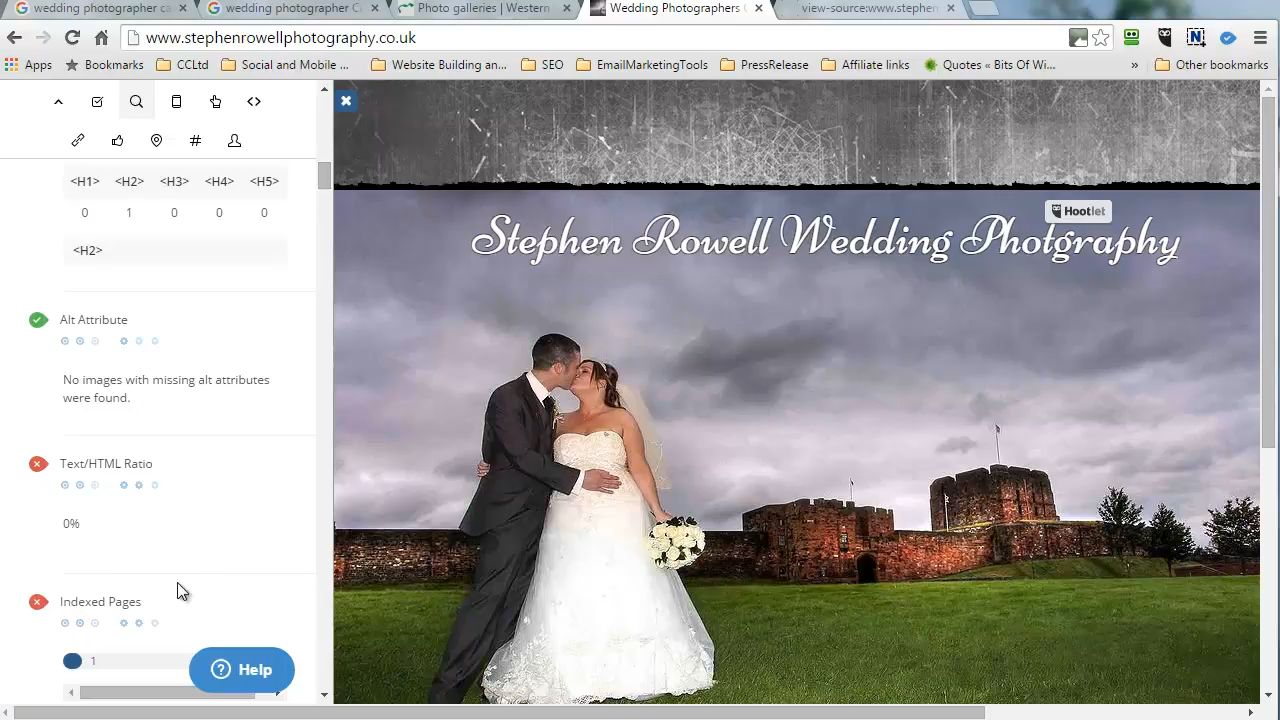 wedding photographer ca
wedding photographer C
Photo galleries | Western
Wedding Photographers
view-source:www.stephen
www.stephenrowellphotography.co.uk
Apps
Bookmarks
CCLtd
Social and Mobile ...
Website Building an...
SEO
EmailMarketingTools
PressRelease
Affiliate links
Quotes « Bits Of Wi...
»
Other bookmarks
<H1> <H2> <H3> <H4> <H5>
0 1 0 0 0
<H2>
Hootlet
Stephen Rowell Wedding Photgraphy
Alt Attribute
No images with missing alt attributes
were found.
Text/HTML Ratio
0%
Indexed Pages
1
Help